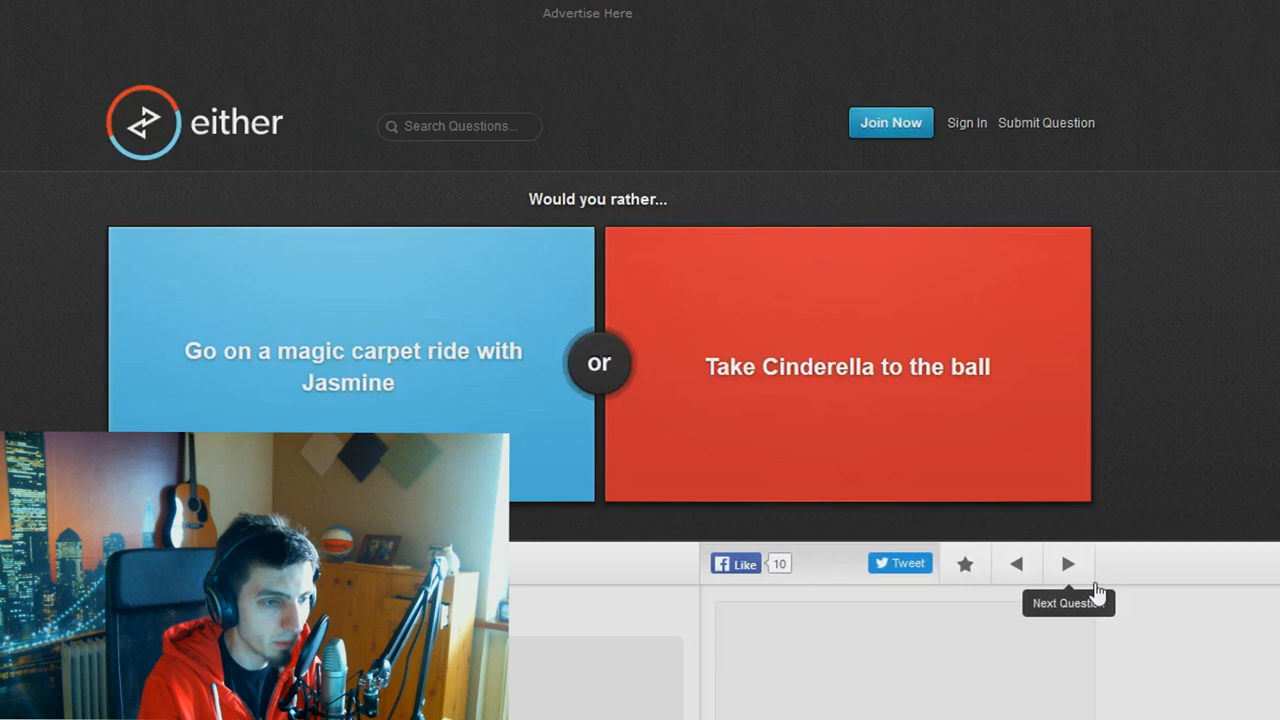 Advertise Here
either
Search Questions...
Join Now
Sign In
Submit Question
Would you rather...
Go on a magic carpet ride with
Jasmine
or
Take Cinderella to the ball
Like
10
Tweet
Next